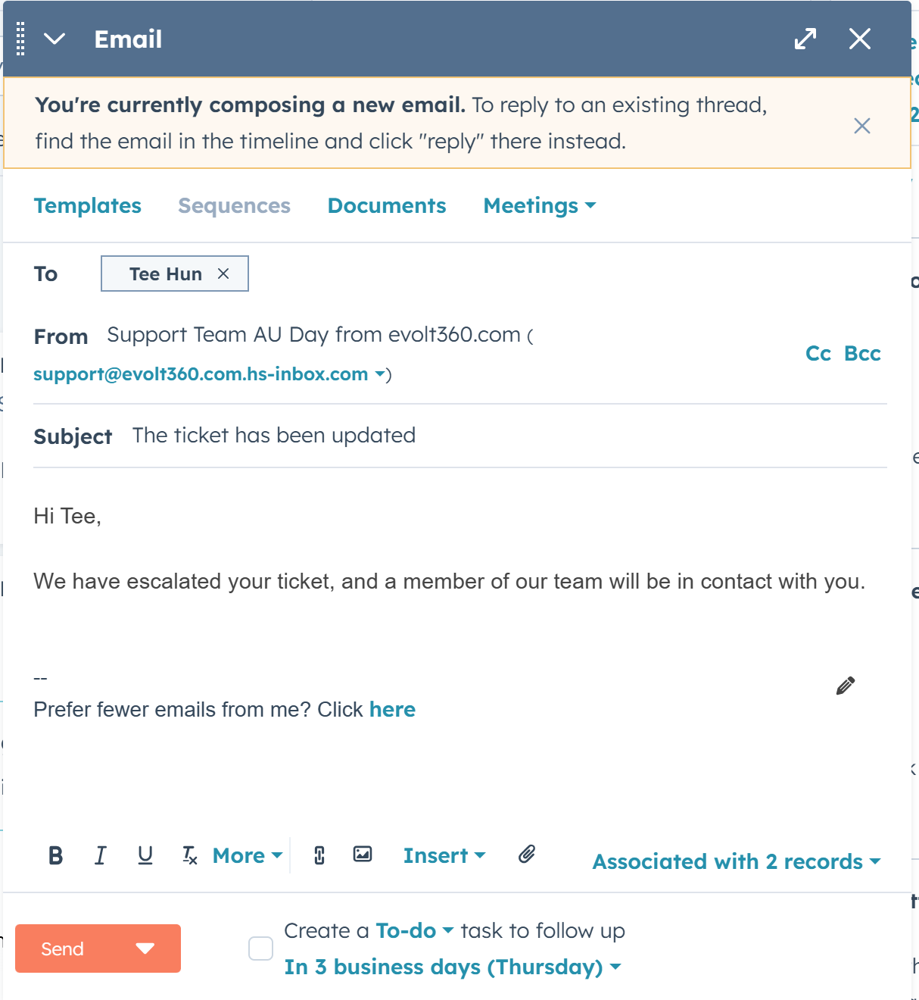 Email
You're currently composing a new email. To reply to an existing thread,
find the email in the timeline and click "reply" there instead.
Templates Sequences Documents Meetings
To Tee Hun
From Support Team AU Day from evolt360.com (
support@evolt360.com.hs-inbox.com )
Cc Bcc
Subject The ticket has been updated
Hi Tee,
We have escalated your ticket, and a member of our team will be in contact with you.
--
Prefer fewer emails from me? Click here
B I U Tx More Insert Associated with 2 records
Send
Create a To-do task to follow up
In 3 business days (Thursday)